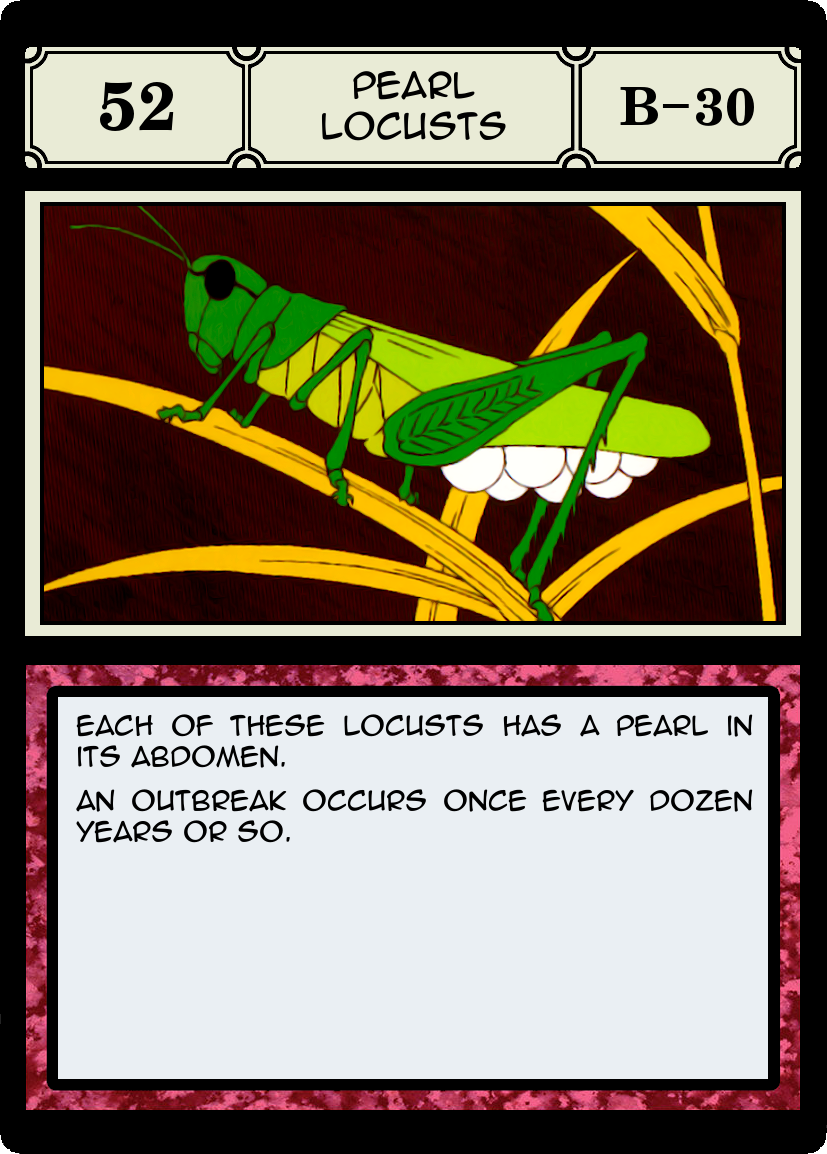 52
PEARL
LOCUSTS
B-30
EACH OF THESE LOCUSTS HAS A PEARL IN
ITS ABDOMEN.
AN OUTBREAK OCCURS ONCE EVERY DOZEN
YEARS OR SO.